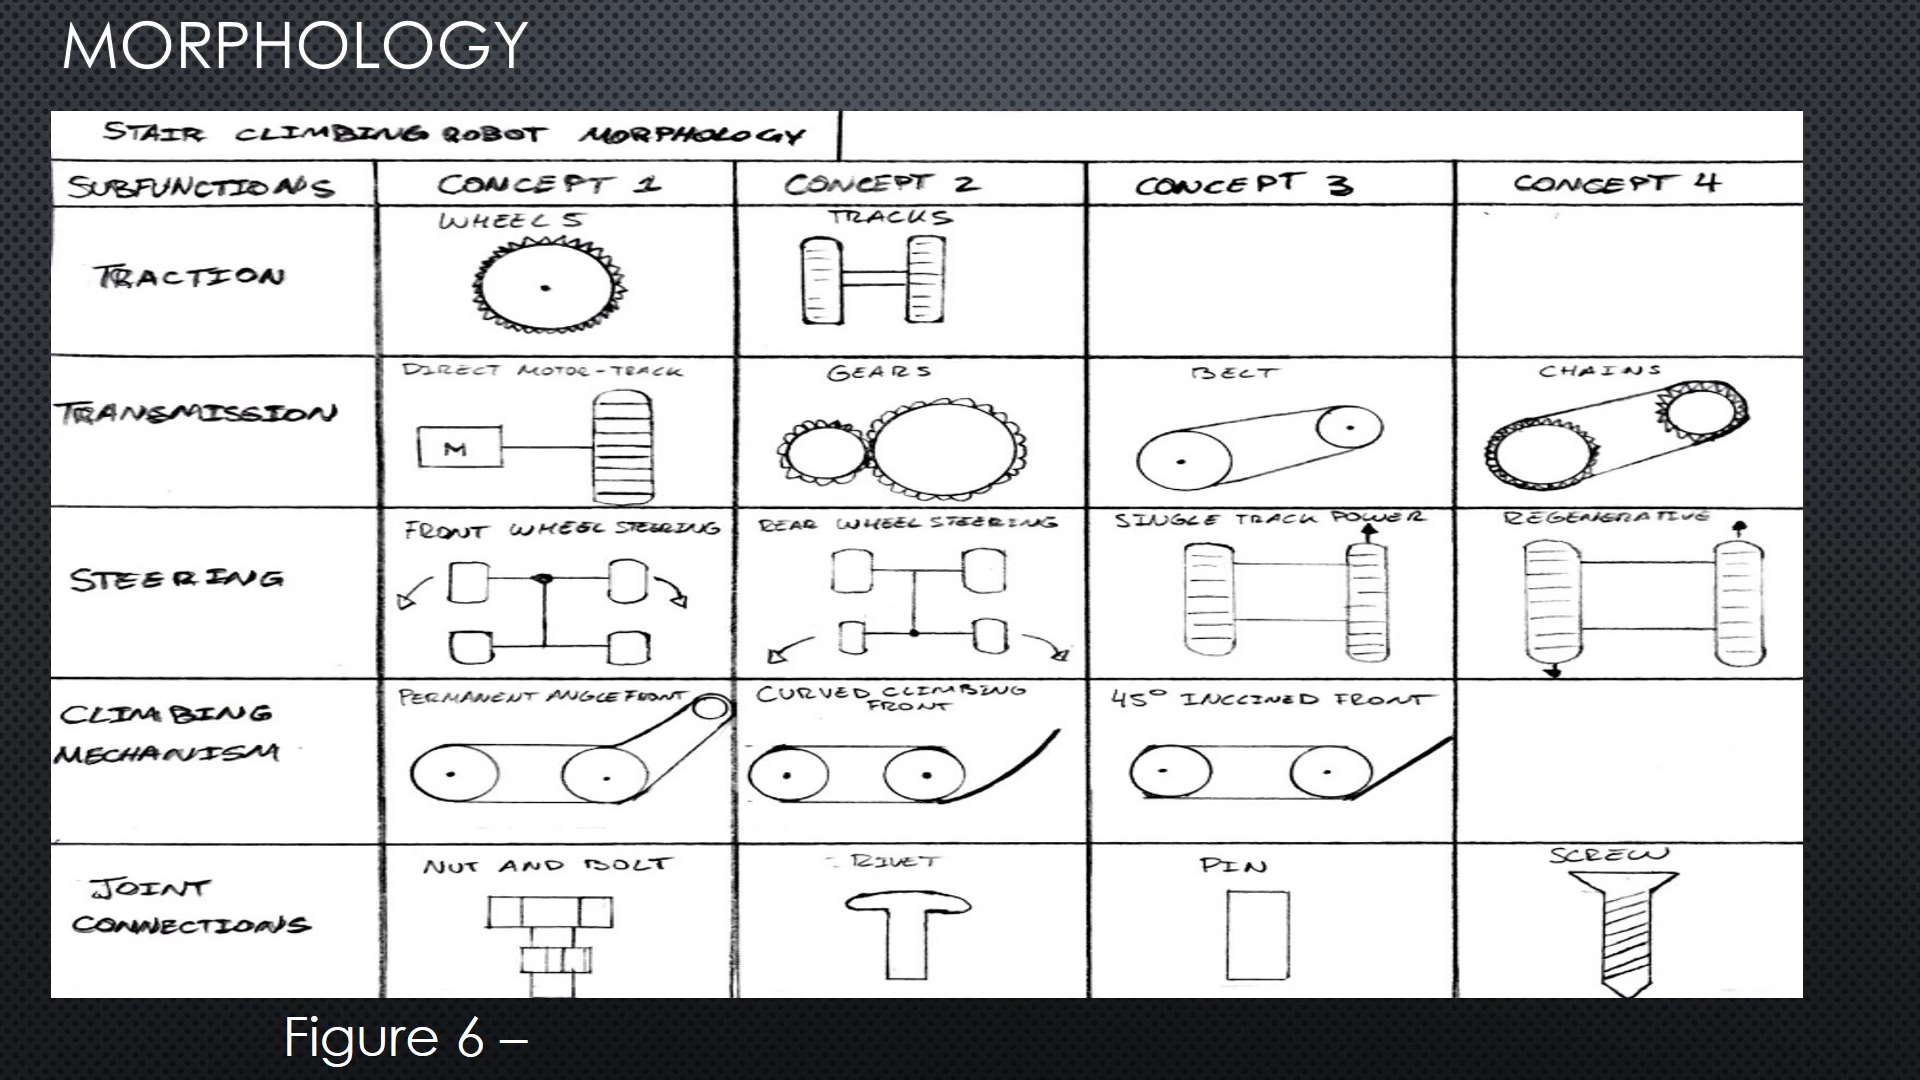 MORPHOLOGY
STAIR CLIMBING ROBOT MORPHOLOGY
SUBFUNCTIONS CONCEPT 1 CONCEPT 2 CONCEPT 3 CONCEPT 4
WHEELS TRACKS
TRACTION
DIRECT MOTOR-TRACK GEARS BELT CHAINS
TRANSMISSION
M
FRONT WHEEL STEERING REAR WHEEL STEERING SINGLE TRACK POWER REGENERATIVE
STEERING
PERMANENT ANGLE FRONT CURVED CLIMBING FRONT 45° INCLINED FRONT
CLIMBING
MECHANISM
NUT AND BOLT RIVET PIN SCREW
JOINT
CONNECTIONS
Figure 6 –